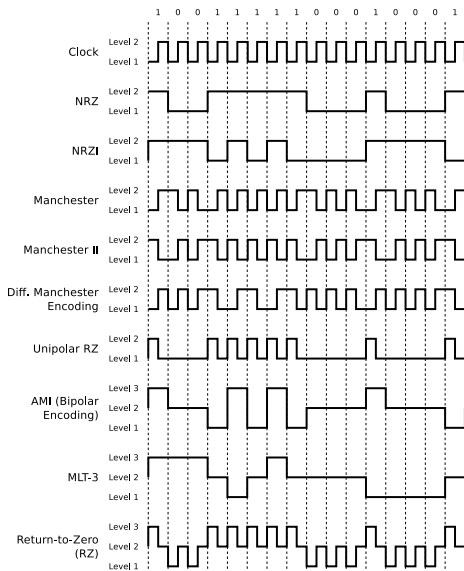 1 0 0 1 1 1 1 1 0 0 0 1 0 0 0 1
Clock
Level 2
Level 1
NRZ
Level 2
Level 1
NRZI
Level 2
Level 1
Manchester
Level 2
Level 1
Manchester II
Level 2
Level 1
Diff. Manchester
Encoding
Level 2
Level 1
Unipolar RZ
Level 2
Level 1
AMI (Bipolar
Encoding)
Level 3
Level 2
Level 1
MLT-3
Level 3
Level 2
Level 1
Return-to-Zero
(RZ)
Level 3
Level 2
Level 1